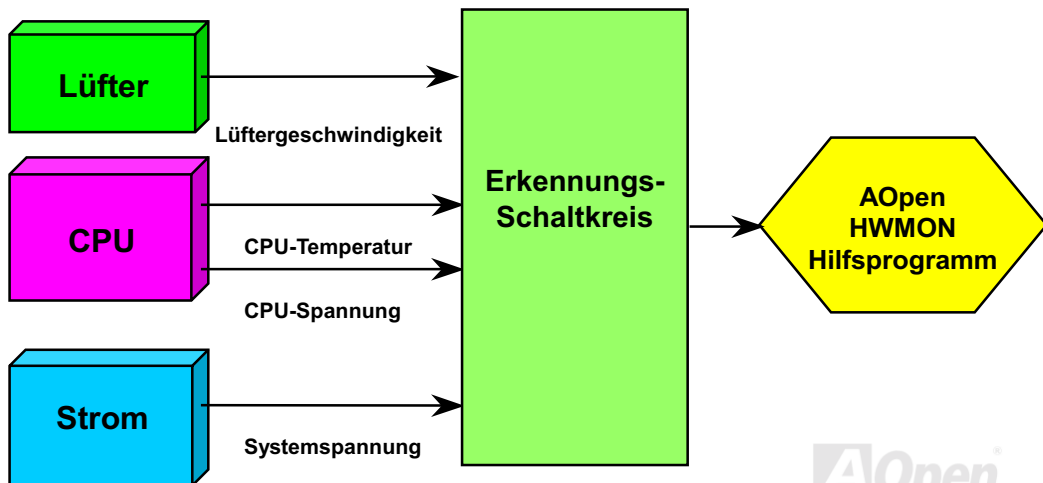 Lüfter
Lüftergeschwindigkeit
CPU
CPU-Temperatur
CPU-Spannung
Strom
Systemspannung
Erkennungs-
Schaltkreis
AOpen
HWMON
Hilfsprogramm
AOpen®